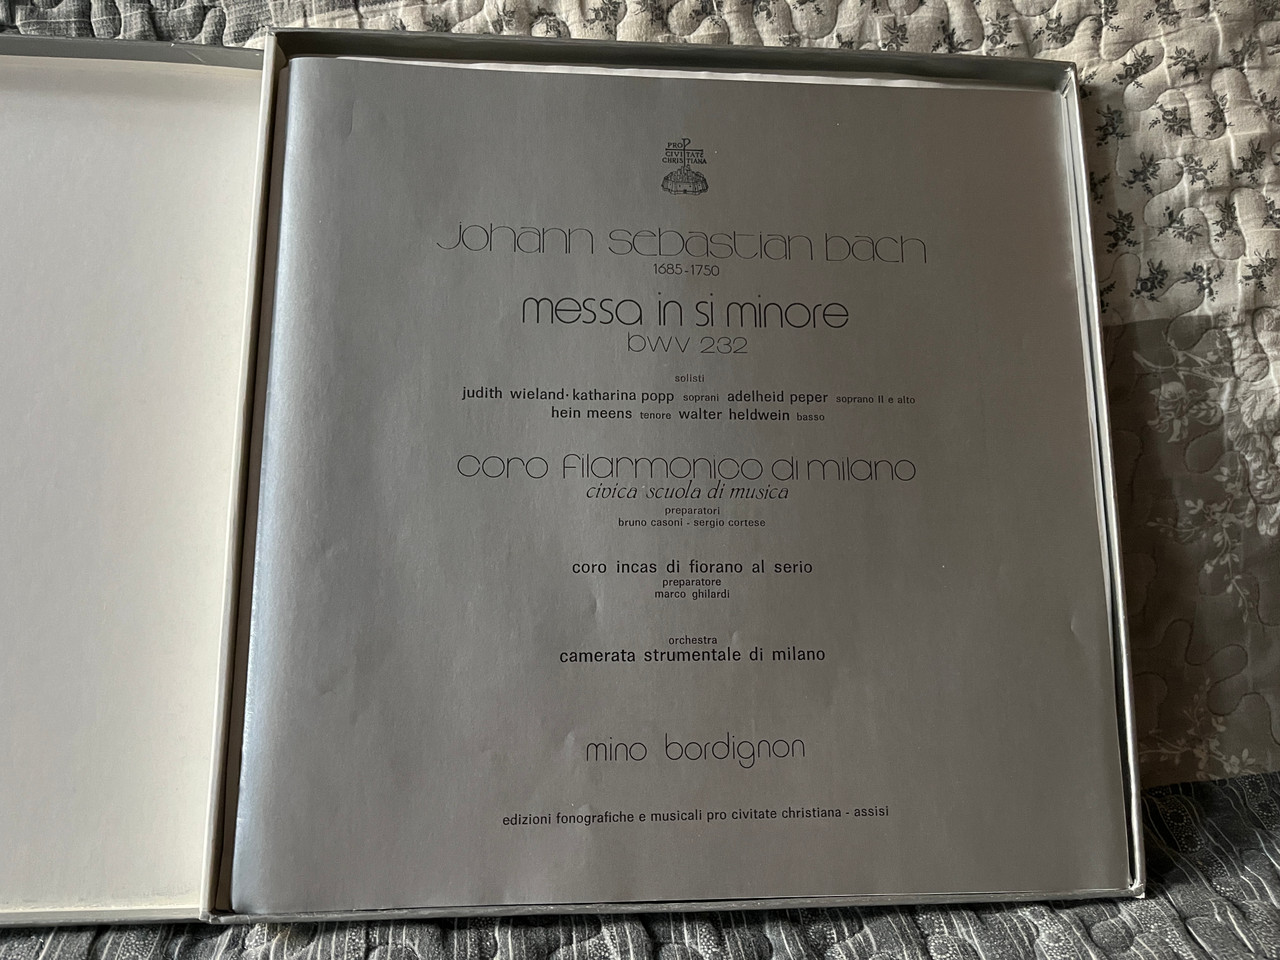 PRO P
CIVITATE
CHRISTIANA
johann sebastian bach
1685-1750
messa in si minore
bwv 232
solisti
judith wieland · katharina popp soprani adelheid peper soprano II e alto
hein meens tenore walter heldwein basso
coro filarmonico di milano
civica scuola di musica
preparatori
bruno casoni - sergio cortese
coro incas di fiorano al serio
preparatore
marco ghilardi
orchestra
camerata strumentale di milano
mino bordignon
edizioni fonografiche e musicali pro civitate christiana - assisi